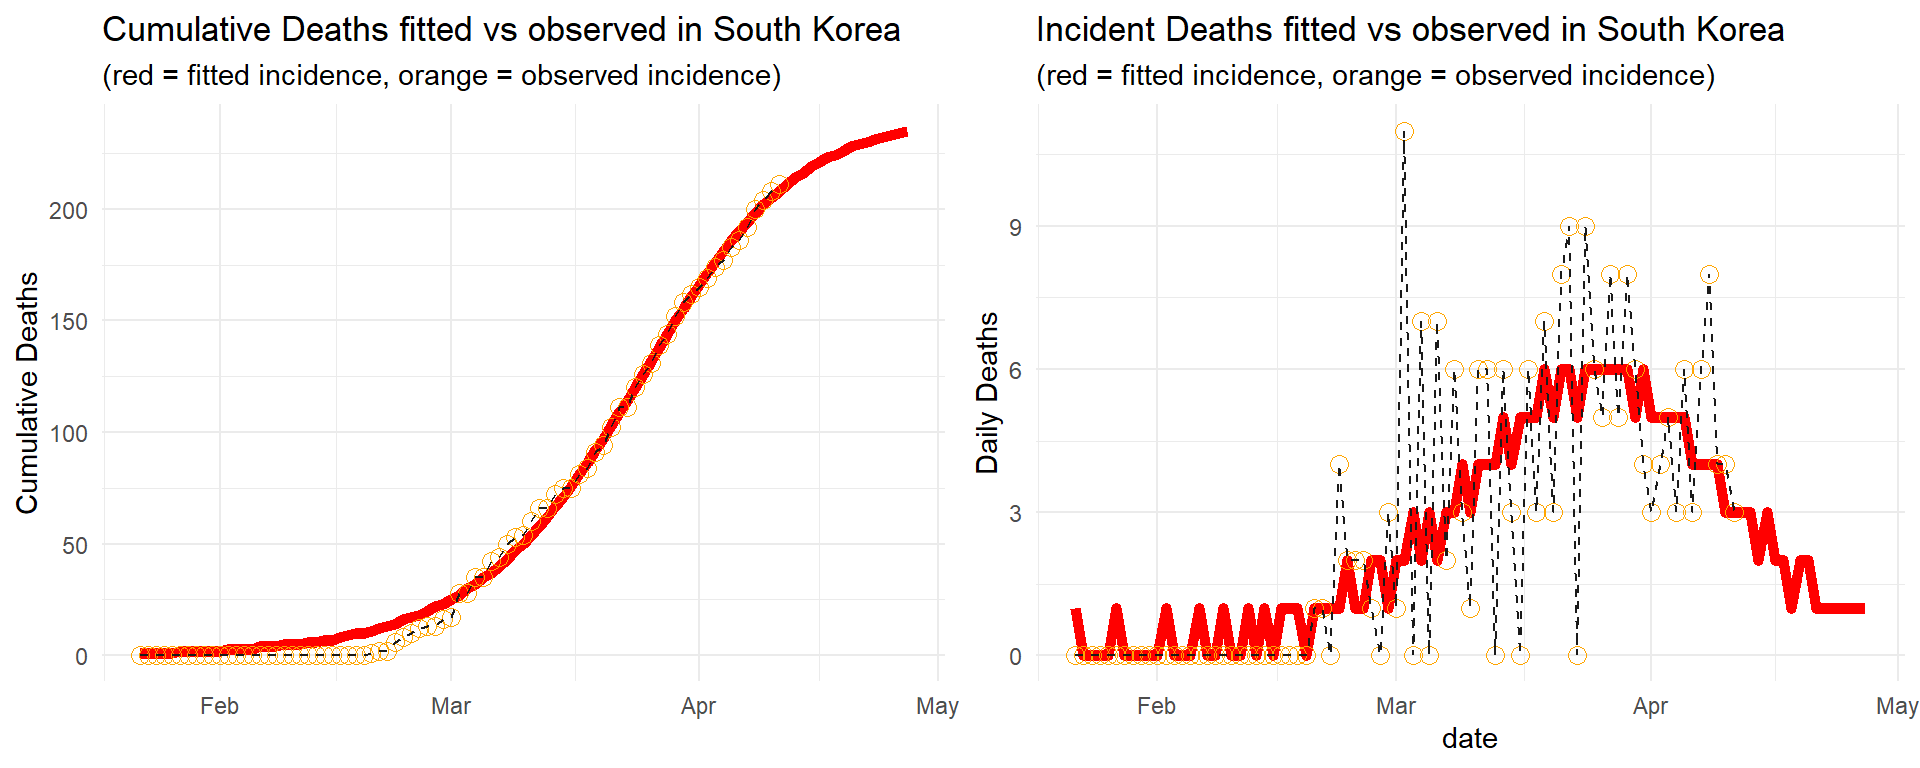 Cumulative Deaths fitted vs observed in South Korea
(red = fitted incidence, orange = observed incidence)
Cumulative Deaths
200
150
100
50
0
Feb
Mar
Apr
May
Incident Deaths fitted vs observed in South Korea
(red = fitted incidence, orange = observed incidence)
Daily Deaths
9
6
3
0
Feb
Mar
Apr
May
date